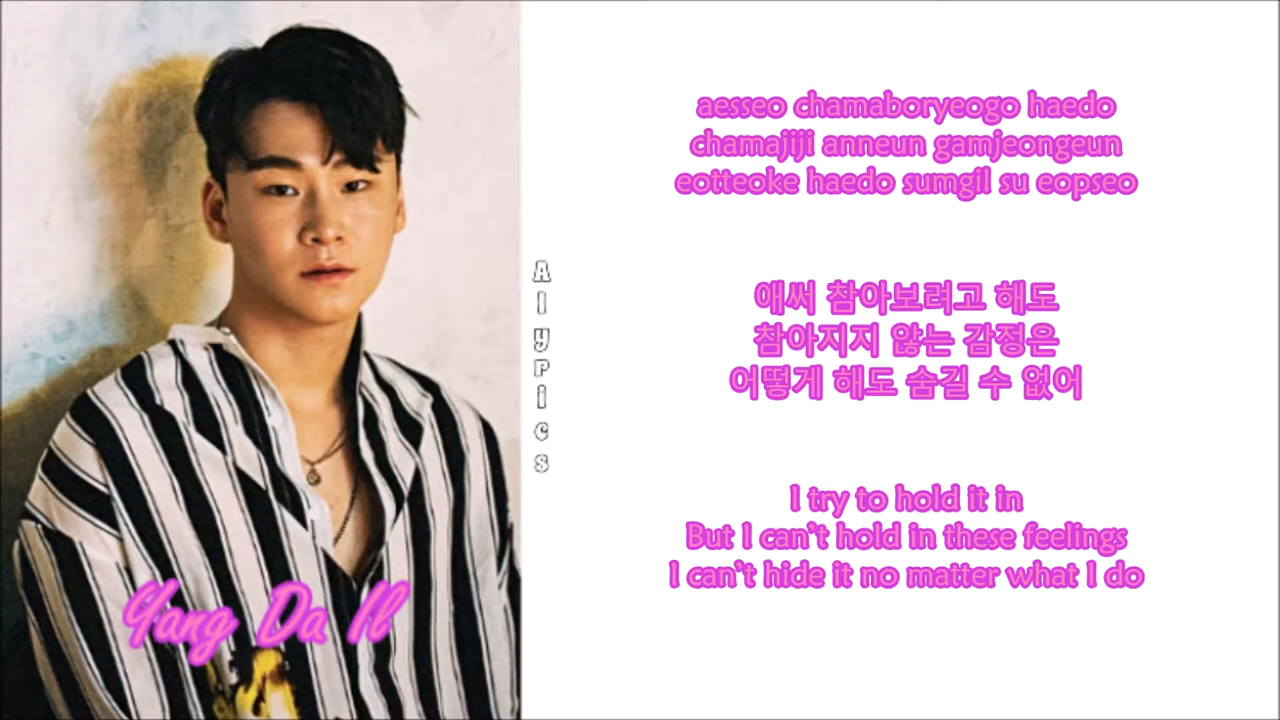 Yang Da Il
Alyrics
aesseo chamaboryeogo haedo
chamajiji anneun gamjeongeun
eotteoke haedo sumgil su eopseo
애써 참아보려고 해도
참아지지 않는 감정은
어떻게 해도 숨길 수 없어
I try to hold it in
But I can't hold in these feelings
I can't hide it no matter what I do